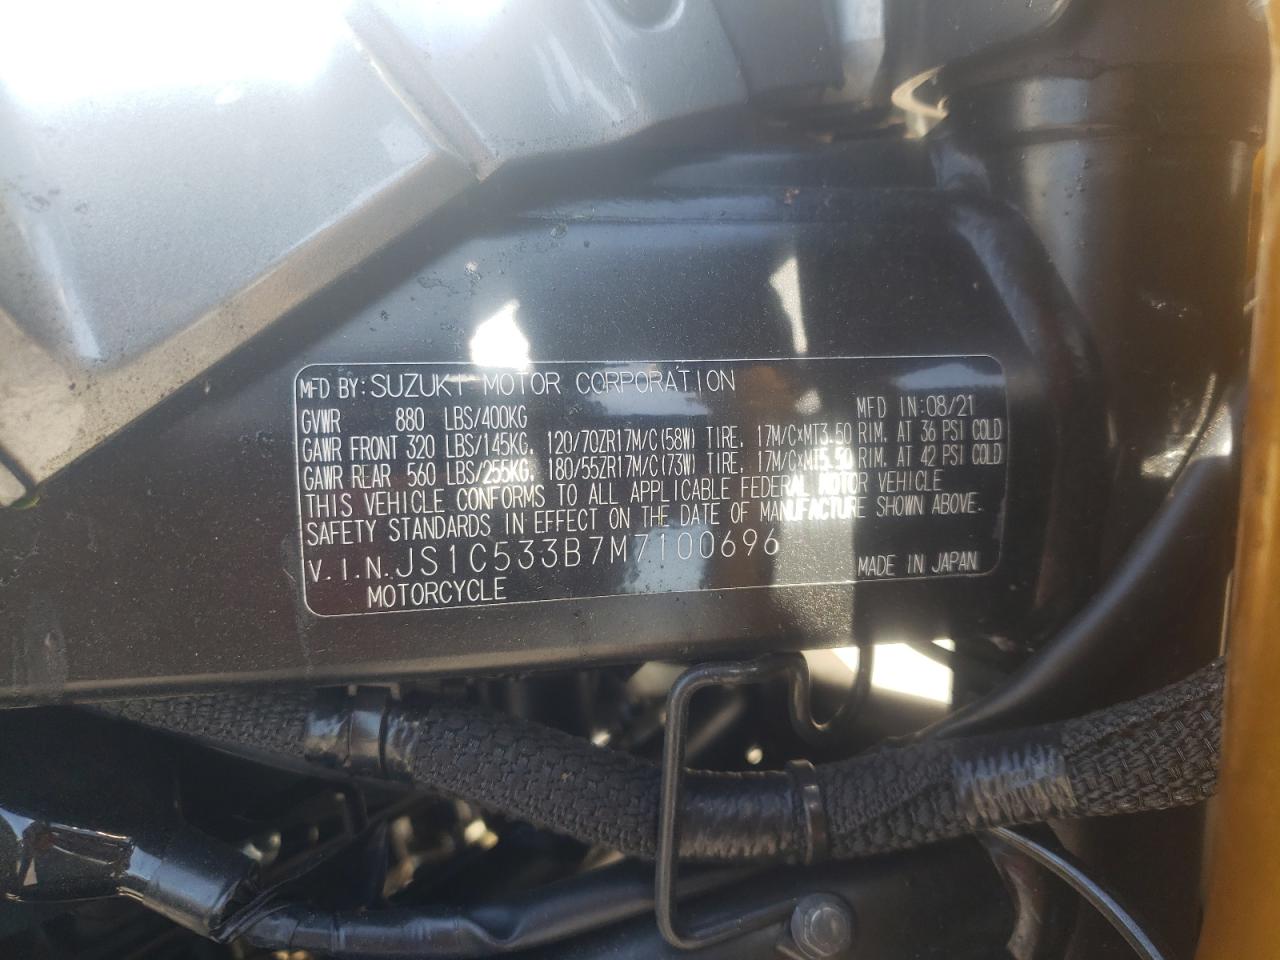 MFD BY: SUZUKI MOTOR CORPORATION
GVWR 880 LBS/400KG MFD IN: 08/21
GAWR FRONT 320 LBS/145KG. 120/70ZR17M/C(58W) TIRE. 17M/C×MT3.50 RIM. AT 36 PSI COLD
GAWR REAR 560 LBS/255KG. 180/55ZR17M/C(73W) TIRE. 17M/C×MT5.50 RIM. AT 42 PSI COLD
THIS VEHICLE CONFORMS TO ALL APPLICABLE FEDERAL MOTOR VEHICLE
SAFETY STANDARDS IN EFFECT ON THE DATE OF MANUFACTURE SHOWN ABOVE.
V.I.N. JS1C533B7M7100696
MOTORCYCLE MADE IN JAPAN